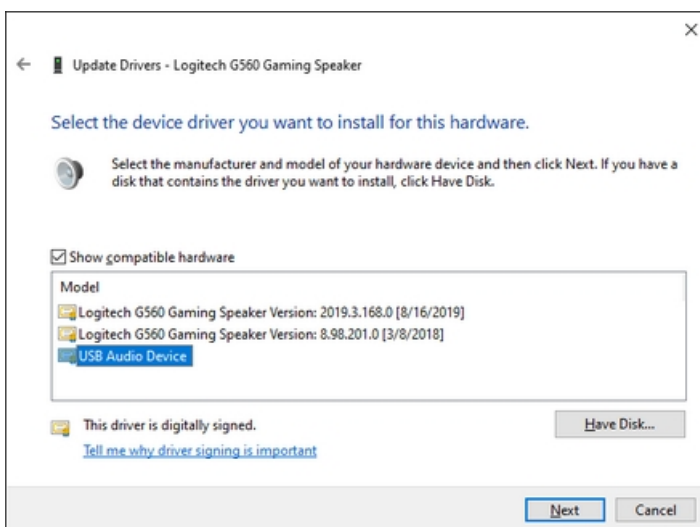 Update Drivers - Logitech G560 Gaming Speaker
Select the device driver you want to install for this hardware.
Select the manufacturer and model of your hardware device and then click Next. If you have a
disk that contains the driver you want to install, click Have Disk.
Show compatible hardware
Model
Logitech G560 Gaming Speaker Version: 2019.3.168.0 [8/16/2019]
Logitech G560 Gaming Speaker Version: 8.98.201.0 [3/8/2018]
USB Audio Device
This driver is digitally signed.
Have Disk...
Tell me why driver signing is important
Next
Cancel